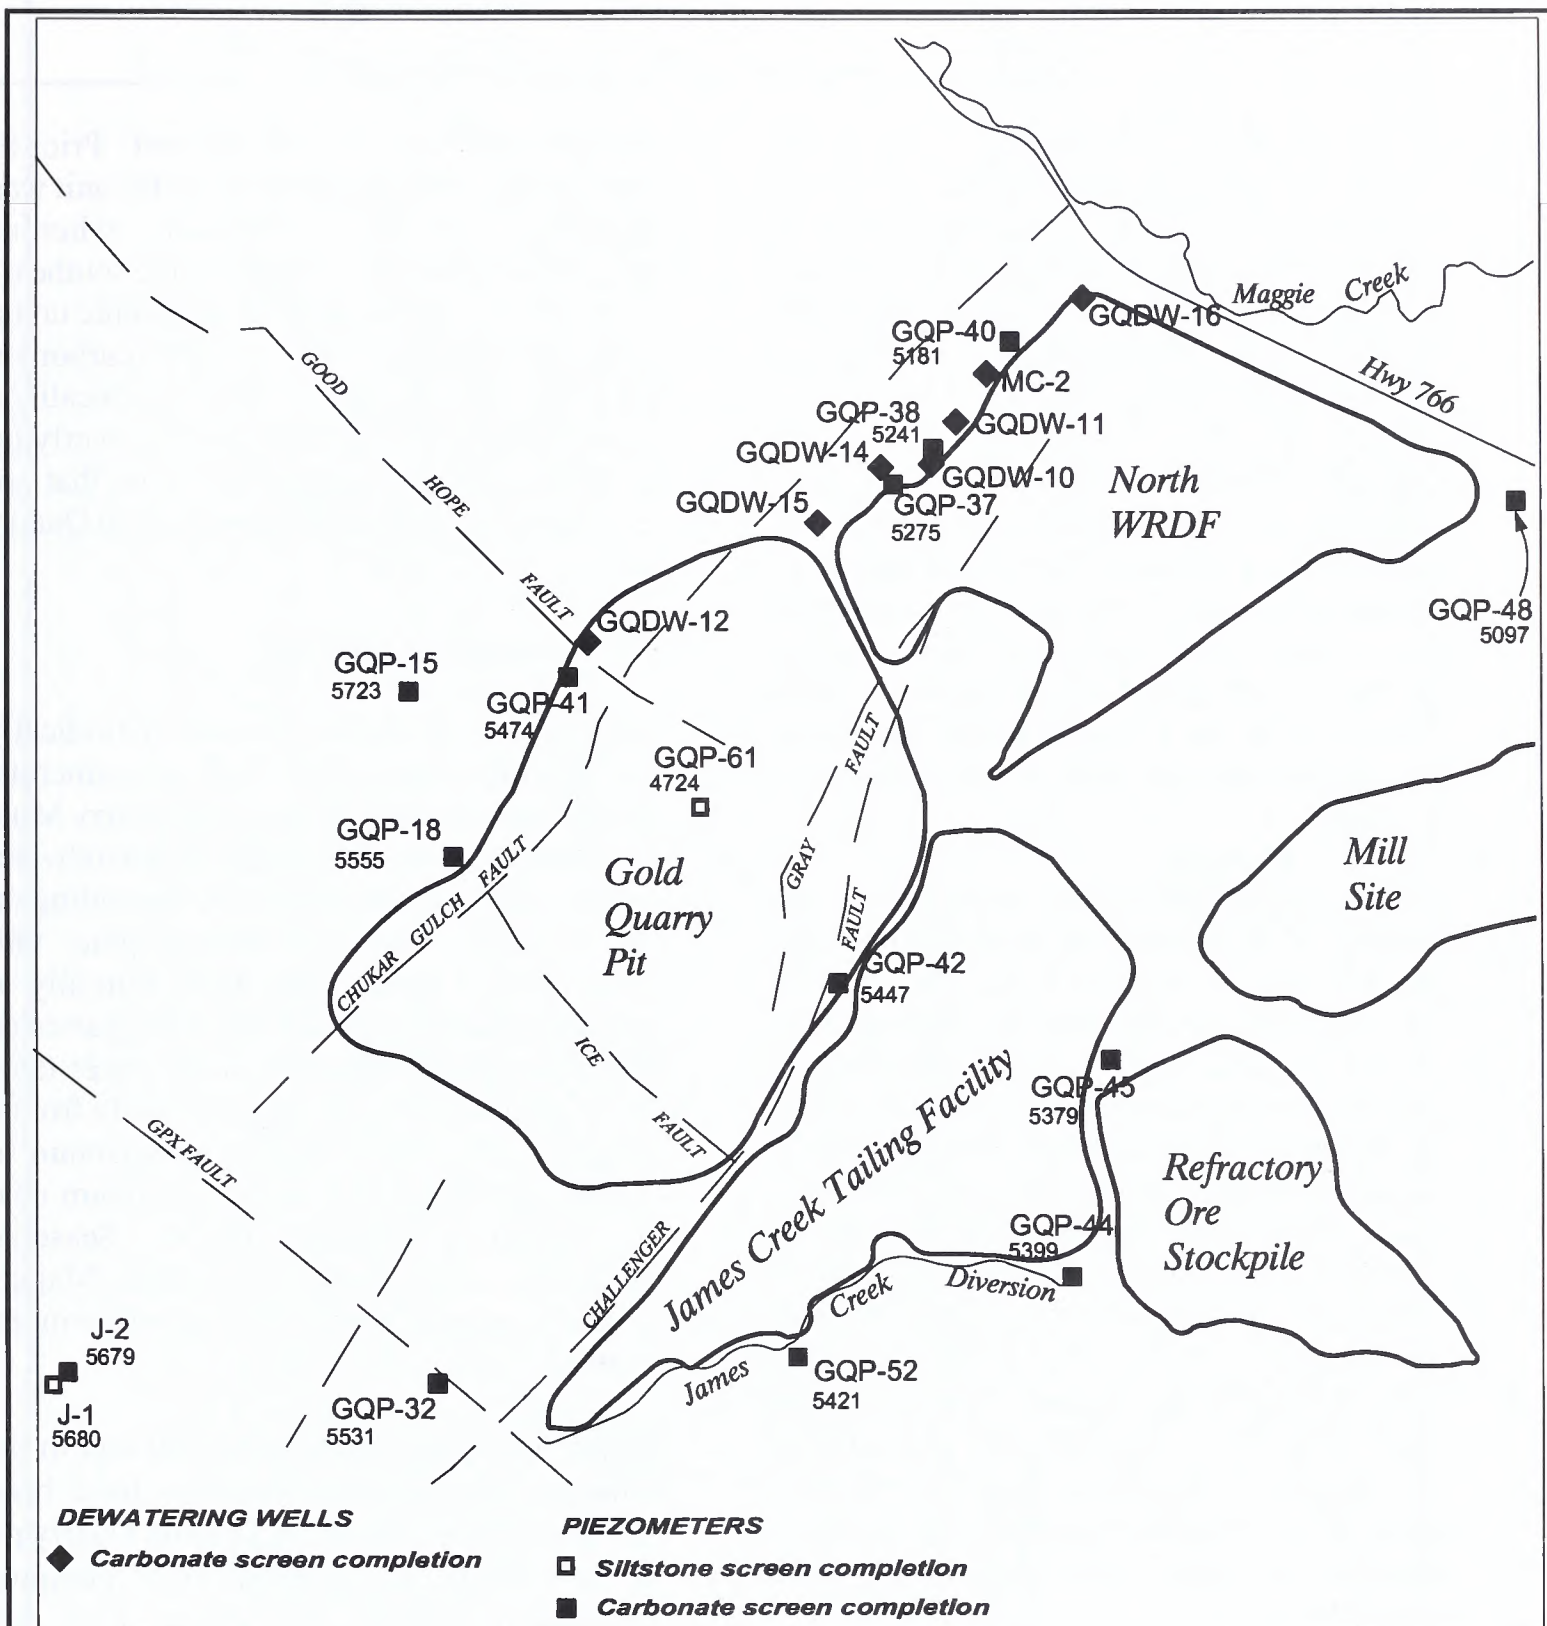 Maggie Creek
GQDW-16
GQP-40
5181
MC-2
Hwy 766
GOOD
HOPE
FAULT
GQP-38
5241
GQDW-11
GQDW-14
GQDW-10
GQDW-15
GQP-37
5275
North
WRDF
GQP-48
5097
GQDW-12
GQP-15
5723
GQP-41
5474
GQP-61
4724
GRAY
FAULT
GQP-18
5555
CHUKAR GULCH FAULT
Gold
Quarry
Pit
Mill
Site
FAULT
GQP-42
5447
ICE
FAULT
GQP-45
5379
GPX FAULT
James Creek Tailing Facility
Refractory
Ore
Stockpile
GQP-44
5399
CHALLENGER
James Creek Diversion
J-2
5679
J-1
5680
GQP-32
5531
GQP-52
5421
DEWATERING WELLS
Carbonate screen completion
PIEZOMETERS
Siltstone screen completion
Carbonate screen completion